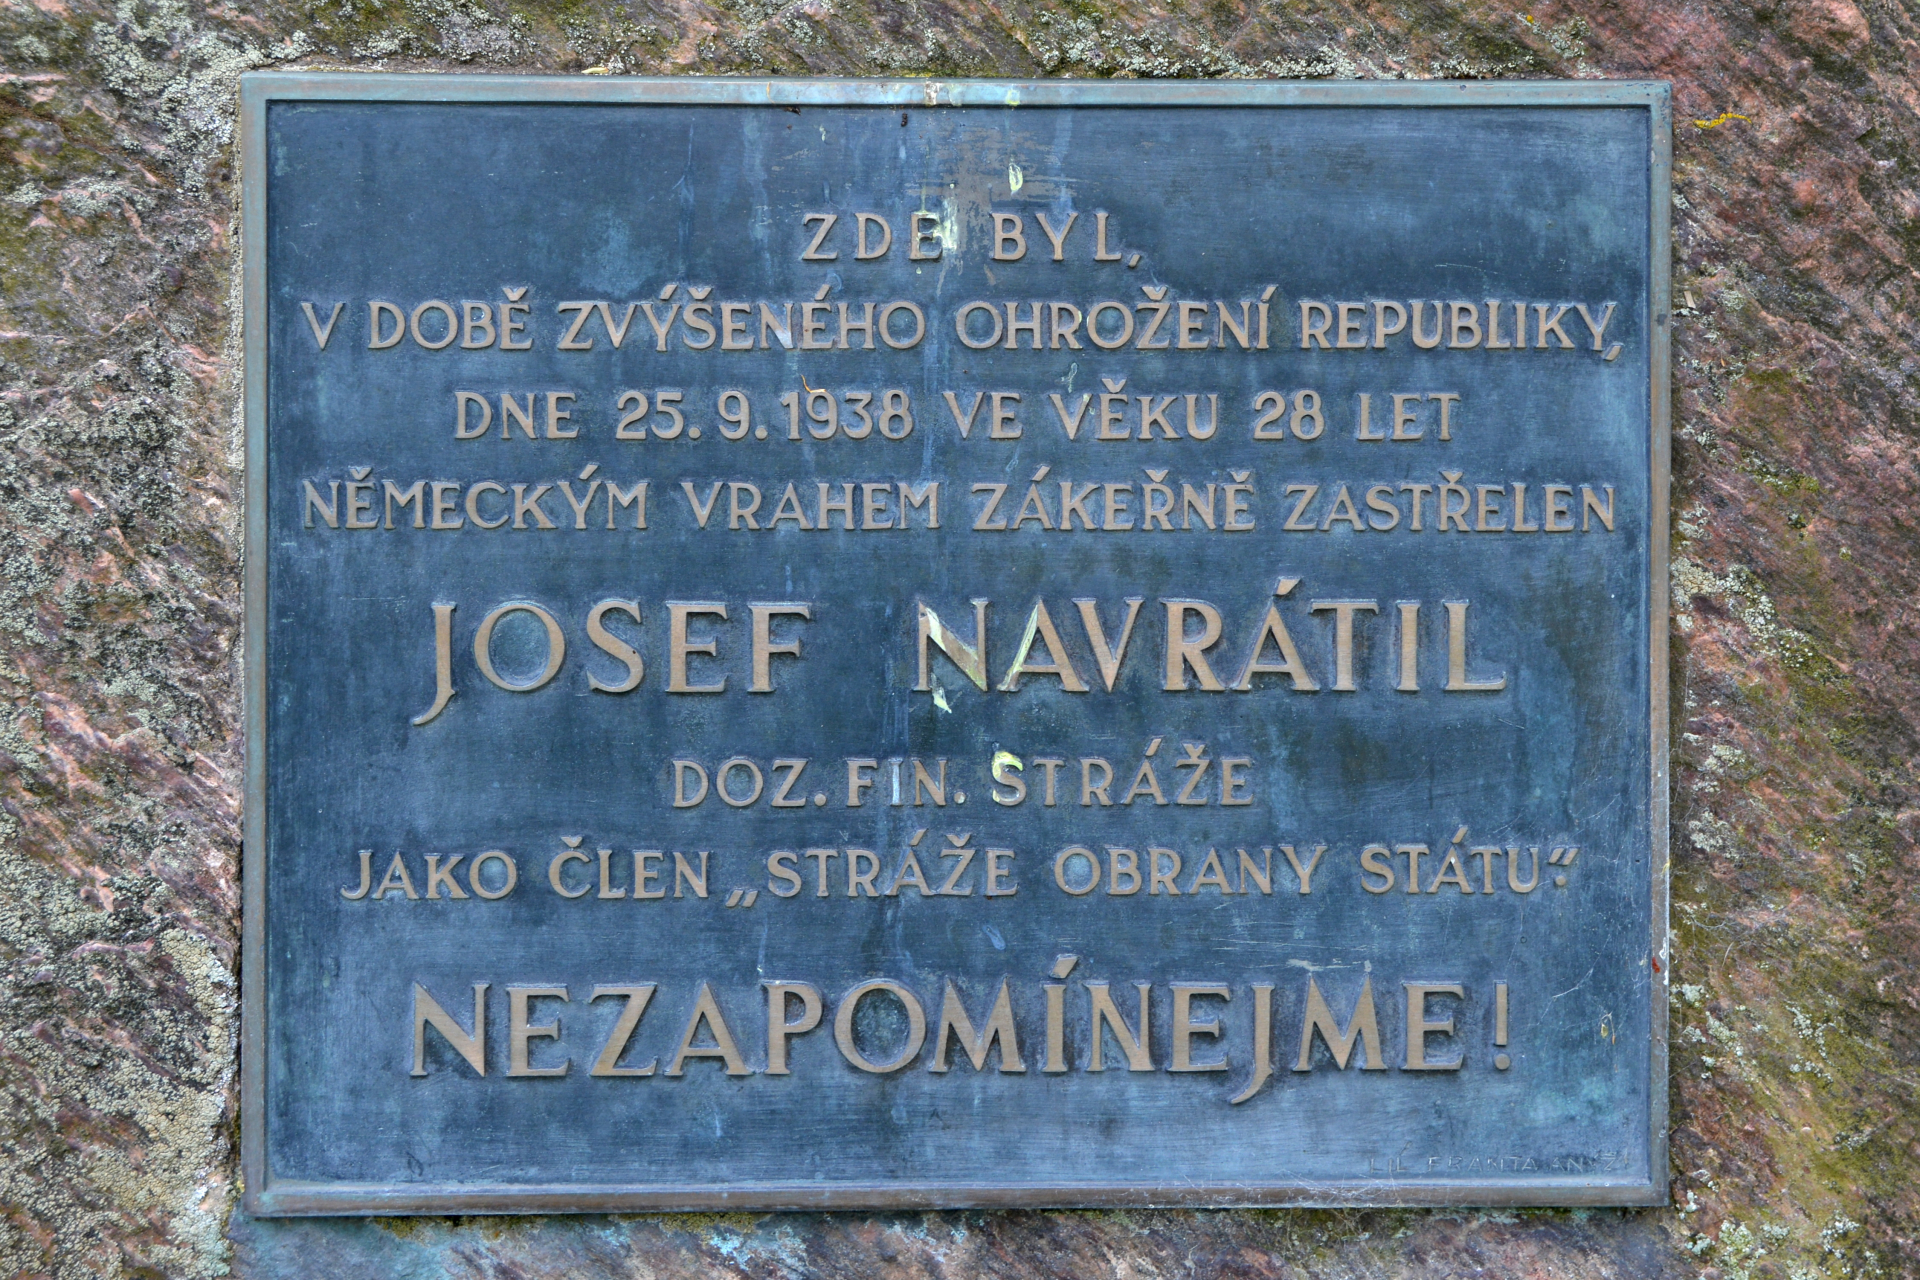 ZDE BYL,
V DOBĚ ZVÝŠENÉHO OHROŽENÍ REPUBLIKY,
DNE 25.9.1938 VE VĚKU 28 LET
NĚMECKÝM VRAHEM ZÁKEŘNĚ ZASTŘELEN
JOSEF NAVRÁTIL
DOZ. FIN. STRÁŽE
JAKO ČLEN „STRÁŽE OBRANY STÁTU“.
NEZAPOMÍNEJME!
FRANTA